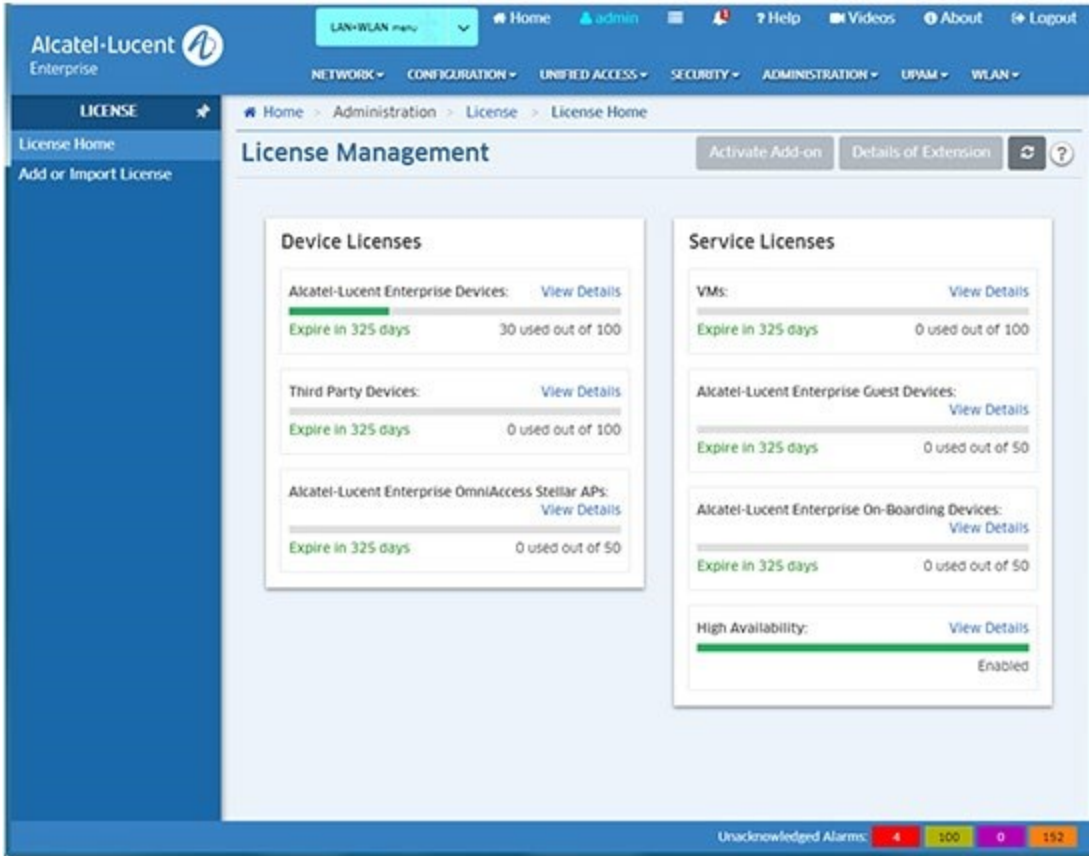 Alcatel-Lucent
Enterprise
LAN+WLAN menu
Home
admin
1
? Help
Videos
About
Logout
NETWORK
CONFIGURATION
UNIFIED ACCESS
SECURITY
ADMINISTRATION
UPAM
WLAN
LICENSE
License Home
Add or Import License
Home > Administration > License > License Home
License Management
Activate Add-on
Details of Extension
?
Device Licenses
Alcatel-Lucent Enterprise Devices: View Details
Expire in 325 days 30 used out of 100
Third Party Devices: View Details
Expire in 325 days 0 used out of 100
Alcatel-Lucent Enterprise OmniAccess Stellar APs:
View Details
Expire in 325 days 0 used out of 50
Service Licenses
VMs: View Details
Expire in 325 days 0 used out of 100
Alcatel-Lucent Enterprise Guest Devices:
View Details
Expire in 325 days 0 used out of 50
Alcatel-Lucent Enterprise On-Boarding Devices:
View Details
Expire in 325 days 0 used out of 50
High Availability: View Details
Enabled
Unacknowledged Alarms: 4 100 0 152